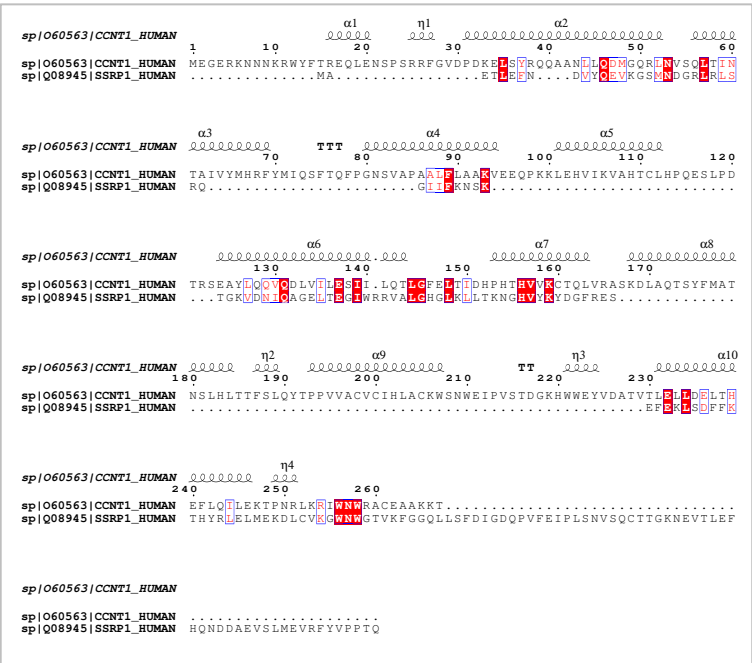 α1 η1 α2
sp|O60563|CCNT1_HUMAN
1 10 20 30 40 50 60
sp|O60563|CCNT1_HUMAN MEGERKNNNKRWYFTREQLENSPSRRFGVDPDKELSYRQQAANLLQDMGQRLNVSQLTIN
sp|Q08945|SSRP1_HUMAN ..............MA................ETLEFN....DVYQEVKGSMNDGRLRLS
α3 α4 α5
sp|O60563|CCNT1_HUMAN TTT
70 80 90 100 110 120
sp|O60563|CCNT1_HUMAN TAIVYMHRFYMIQSFTQFPGNSVAPAALFLAAKVEEQPKKLEHVIKVAHTCLHPQESLPD
sp|Q08945|SSRP1_HUMAN RQ.......................GIIFKNSK...........................
α6 α7 α8
sp|O60563|CCNT1_HUMAN .
130 140 150 160 170
sp|O60563|CCNT1_HUMAN TRSEAYLQQVQDLVILESII.LQTLGFELTIDHPHTHVVKCTQLVRASKDLAQTSYFMAT
sp|Q08945|SSRP1_HUMAN ...TGKVDNIQAGELTEGIWRRVALGHGLKLLTKNGHVYKYDGFRES.............
η2 α9 η3 α10
sp|O60563|CCNT1_HUMAN TT
180 190 200 210 220 230
sp|O60563|CCNT1_HUMAN NSLHLTTFSLQYTPPVVACVCIHLACKWSNWEIPVSTDGKHWWEYVDATVTLELLDELTH
sp|Q08945|SSRP1_HUMAN ..................................................EFEKLSDFFK
η4
sp|O60563|CCNT1_HUMAN
240 250 260
sp|O60563|CCNT1_HUMAN EFLQILEKTPNRLKRIWNWRACEAAKKT................................
sp|Q08945|SSRP1_HUMAN THYRLELMEKDLCVKGWNWGTVKFGGQLLSFDIGDQPVFEIPLSNVSQCTTGKNEVTLEF
sp|O60563|CCNT1_HUMAN
sp|O60563|CCNT1_HUMAN .....................
sp|Q08945|SSRP1_HUMAN HQNDDAEVSLMEVRFYVPPTQ